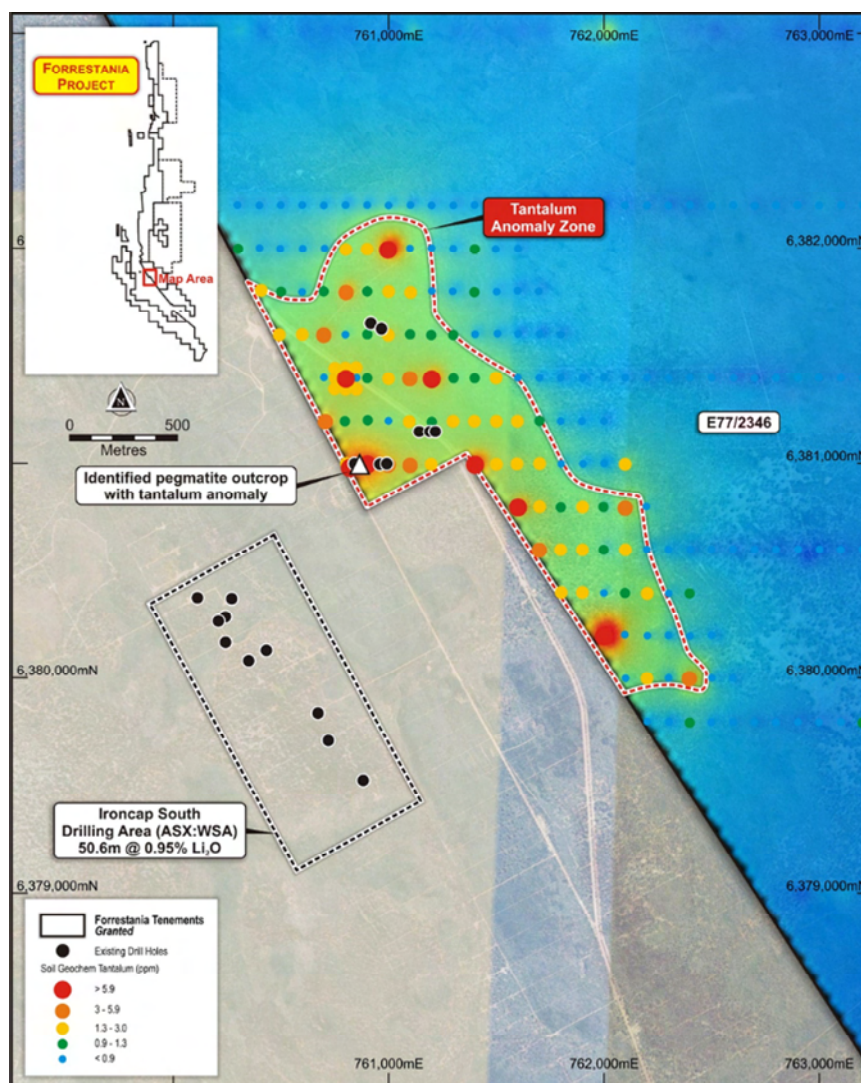 761,000mE
762,000mE
763,000mE
FORRESTANIA
PROJECT
Map Area
N
0
500
Metres
Tantalum
Anomaly Zone
6,382,000mN
E77/2346
6,381,000mN
Identified pegmatite outcrop
with tantalum anomaly
6,380,000mN
6,380,000mN
Ironcap South
Drilling Area (ASX:WSA)
50.6m @ 0.95% Li₂O
6,379,000mN
6,379,000mN
Forrestania Tenements
Granted
Existing Drill Holes
Soil Geochem Tantalum (ppm)
> 5.9
3 - 5.9
1.3 - 3.0
0.9 - 1.3
< 0.9
761,000mE
762,000mE
763,000mE